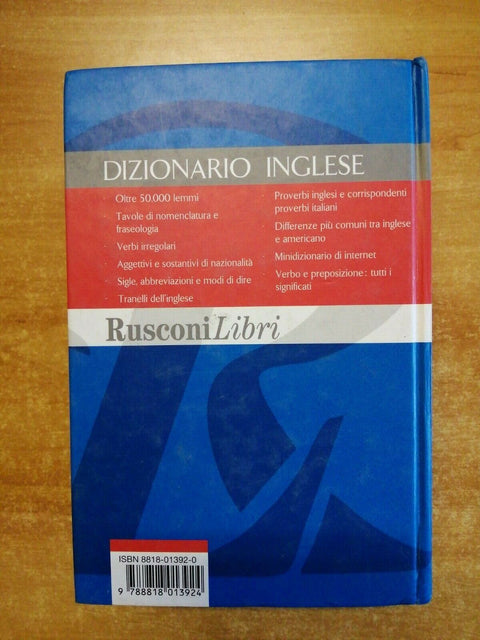 DIZIONARIO INGLESE
· Oltre 50.000 lemmi
· Tavole di nomenclatura e
fraseologia
· Verbi irregolari
· Aggettivi e sostantivi di nazionalità
· Sigle, abbreviazioni e modi di dire
· Tranelli dell'inglese
· Proverbi inglesi e corrispondenti
proverbi italiani
· Differenze più comuni tra inglese
e americano
· Minidizionario di internet
· Verbo e preposizione: tutti i
significati
RusconiLibri
ISBN 8818-01392-0
9 788818 013924